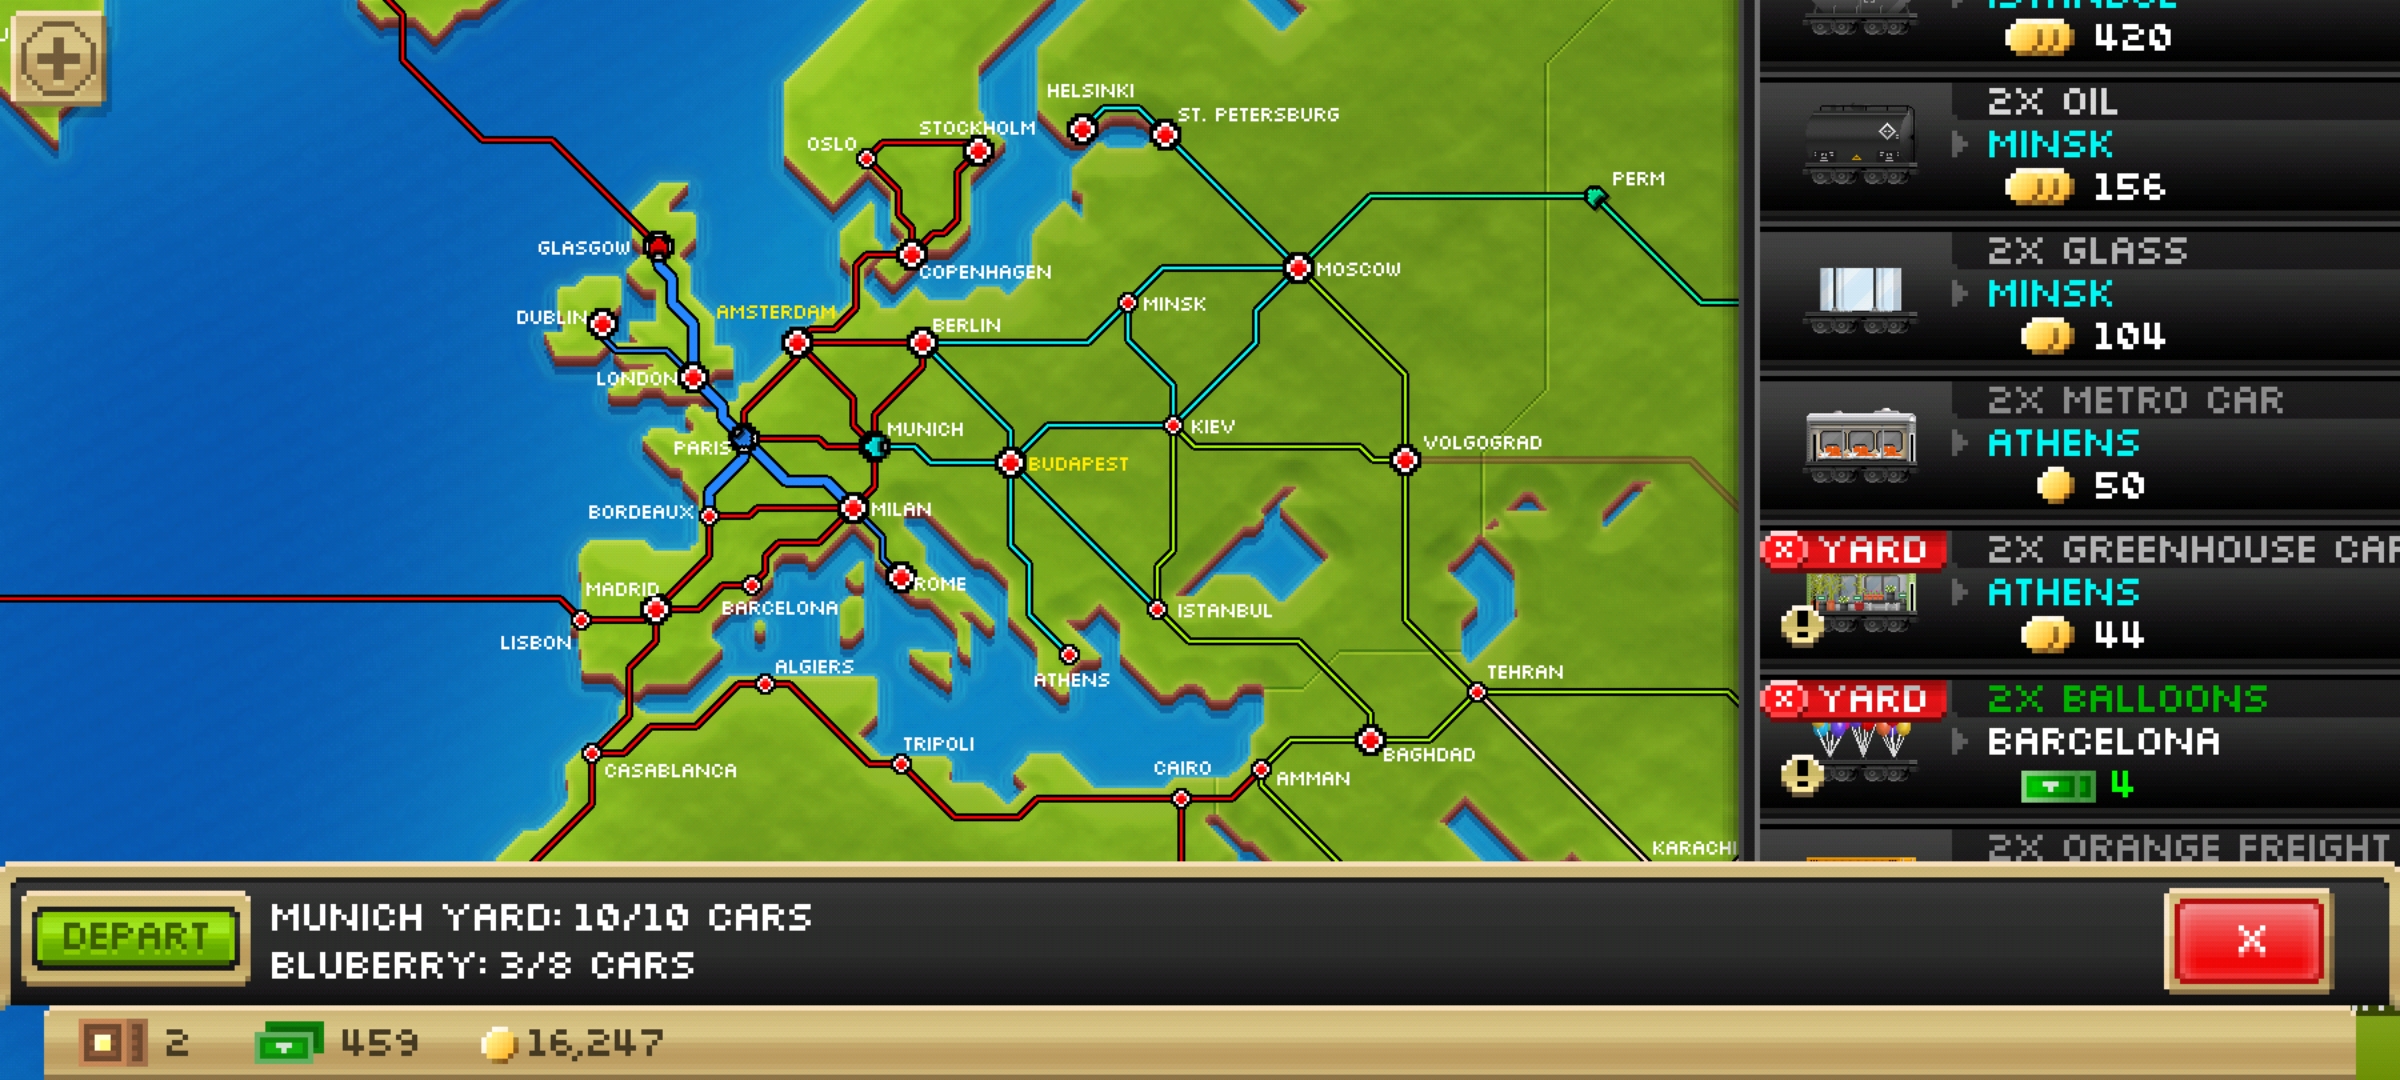 HELSINKI
ST. PETERSBURG
STOCKHOLM
OSLO
PERM
GLASGOW
COPENHAGEN
MOSCOW
MINSK
DUBLIN
AMSTERDAM
BERLIN
LONDON
MUNICH
KIEV
PARIS
BUDAPEST
VOLGOGRAD
BORDEAUX
MILAN
MADRID
ROME
BARCELONA
ISTANBUL
LISBON
ALGIERS
ATHENS
TEHRAN
TRIPOLI
CASABLANCA
CAIRO
AMMAN
BAGHDAD
KARACHI
ISTANBUL
420
2X OIL
MINSK
156
2X GLASS
MINSK
104
2X METRO CAR
ATHENS
50
YARD
2X GREENHOUSE CAR
ATHENS
44
YARD
2X BALLOONS
BARCELONA
4
2X ORANGE FREIGHT
DEPART
MUNICH YARD: 10/10 CARS
BLUBERRY: 3/8 CARS
X
2
459
16,247